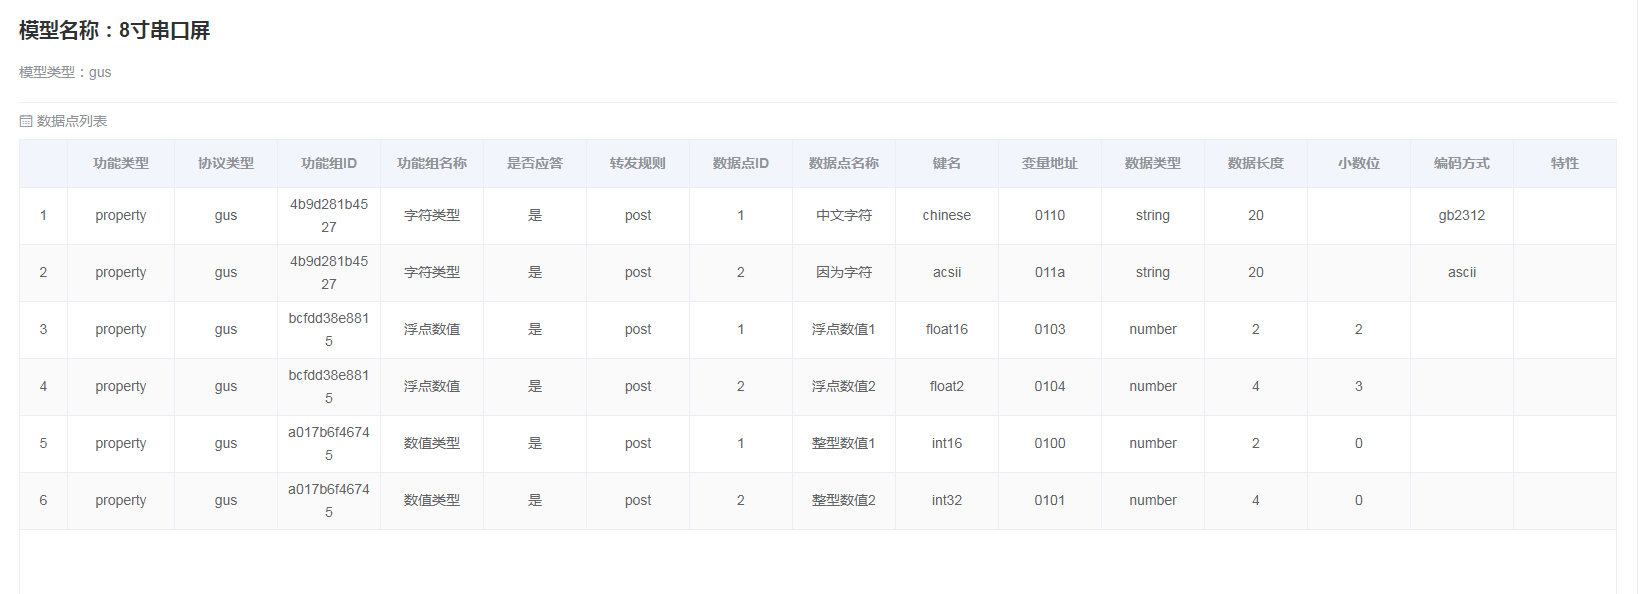 模型名称：8寸串口屏
模型类型：gus
数据点列表
功能类型 协议类型 功能组ID 功能组名称 是否应答 转发规则 数据点ID 数据点名称 键名 变量地址 数据类型 数据长度 小数位 编码方式 特性
1 property gus 4b9d281b4527 字符类型 是 post 1 中文字符 chinese 0110 string 20 gb2312
2 property gus 4b9d281b4527 字符类型 是 post 2 因为字符 acsii 011a string 20 ascii
3 property gus bcfdd38e8815 浮点数值 是 post 1 浮点数值1 float16 0103 number 2 2
4 property gus bcfdd38e8815 浮点数值 是 post 2 浮点数值2 float2 0104 number 4 3
5 property gus a017b6f46745 数值类型 是 post 1 整型数值1 int16 0100 number 2 0
6 property gus a017b6f46745 数值类型 是 post 2 整型数值2 int32 0101 number 4 0